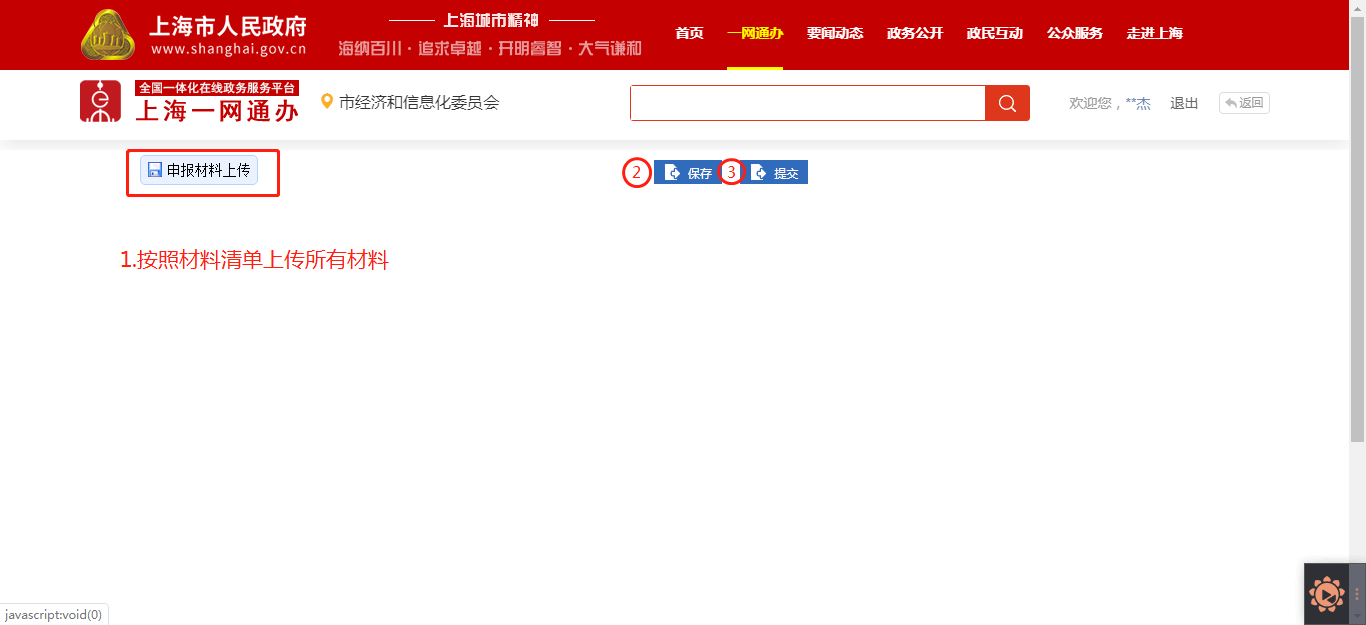 上海市人民政府
www.shanghai.gov.cn
上海城市精神
海纳百川·追求卓越·开明睿智·大气谦和
首页 一网通办 要闻动态 政务公开 政民互动 公众服务 走进上海
全国一体化在线政务服务平台
上海一网通办
市经济和信息化委员会
欢迎您，**杰 退出 返回
申报材料上传
2 保存 3 提交
1.按照材料清单上传所有材料
javascript:void(0)